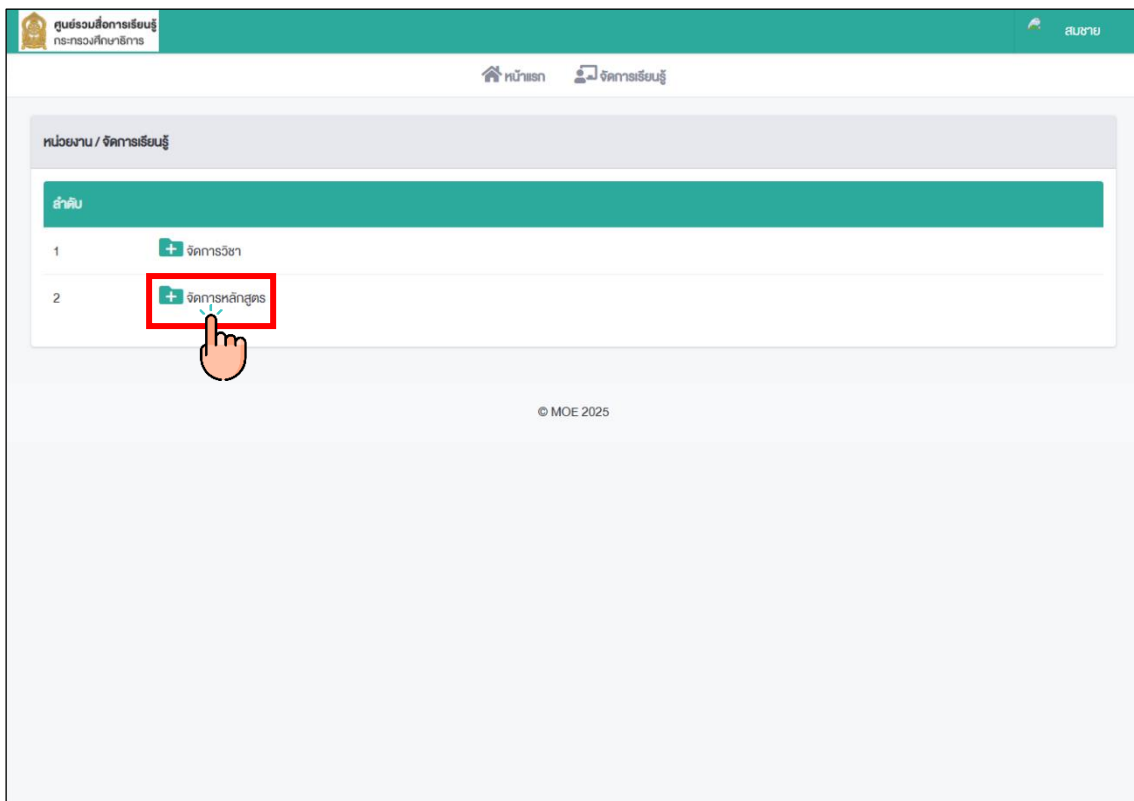 ศูนย์รวมสื่อการเรียนรู้
กระทรวงศึกษาธิการ
สมชาย
หน้าแรก จัดการเรียนรู้
หน่วยงาน / จัดการเรียนรู้
ลำดับ
1 จัดการวิชา
2 จัดการหลักสูตร
© MOE 2025